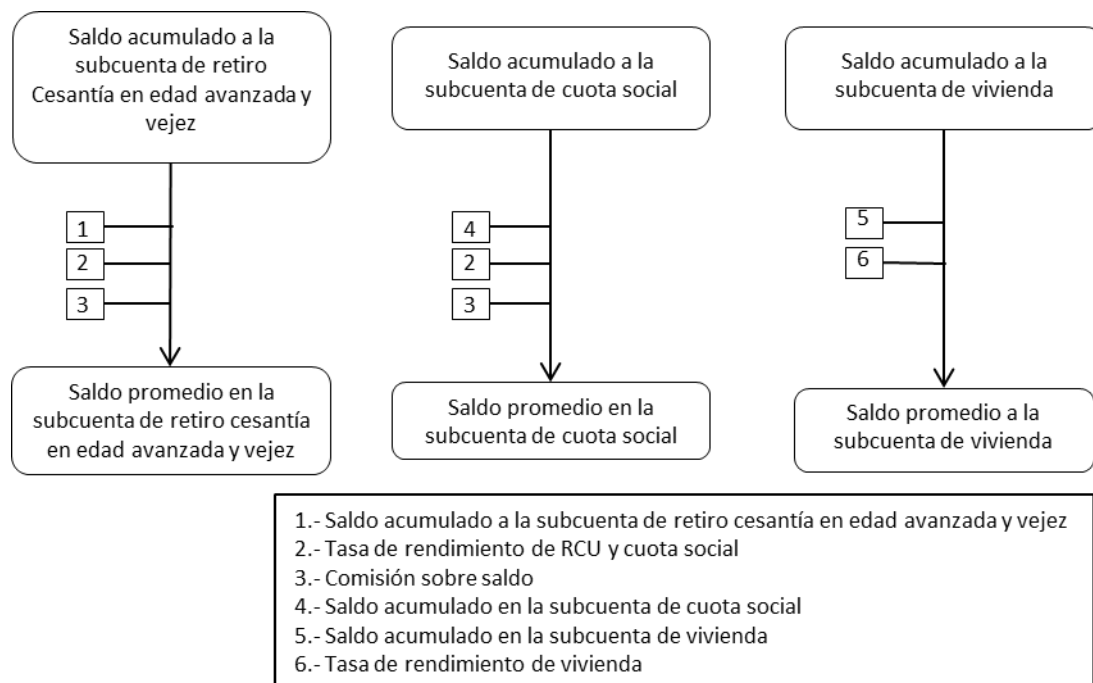 Saldo acumulado a la
subcuenta de retiro
Cesantía en edad avanzada y
vejez
Saldo acumulado a la
subcuenta de cuota social
Saldo acumulado a la
subcuenta de vivienda
1
2
3
4
2
3
5
6
Saldo promedio en la
subcuenta de retiro cesantía
en edad avanzada y vejez
Saldo promedio en la
subcuenta de cuota social
Saldo promedio a la
subcuenta de vivienda
1.- Saldo acumulado a la subcuenta de retiro cesantía en edad avanzada y vejez
2.- Tasa de rendimiento de RCU y cuota social
3.- Comisión sobre saldo
4.- Saldo acumulado en la subcuenta de cuota social
5.- Saldo acumulado en la subcuenta de vivienda
6.- Tasa de rendimiento de vivienda